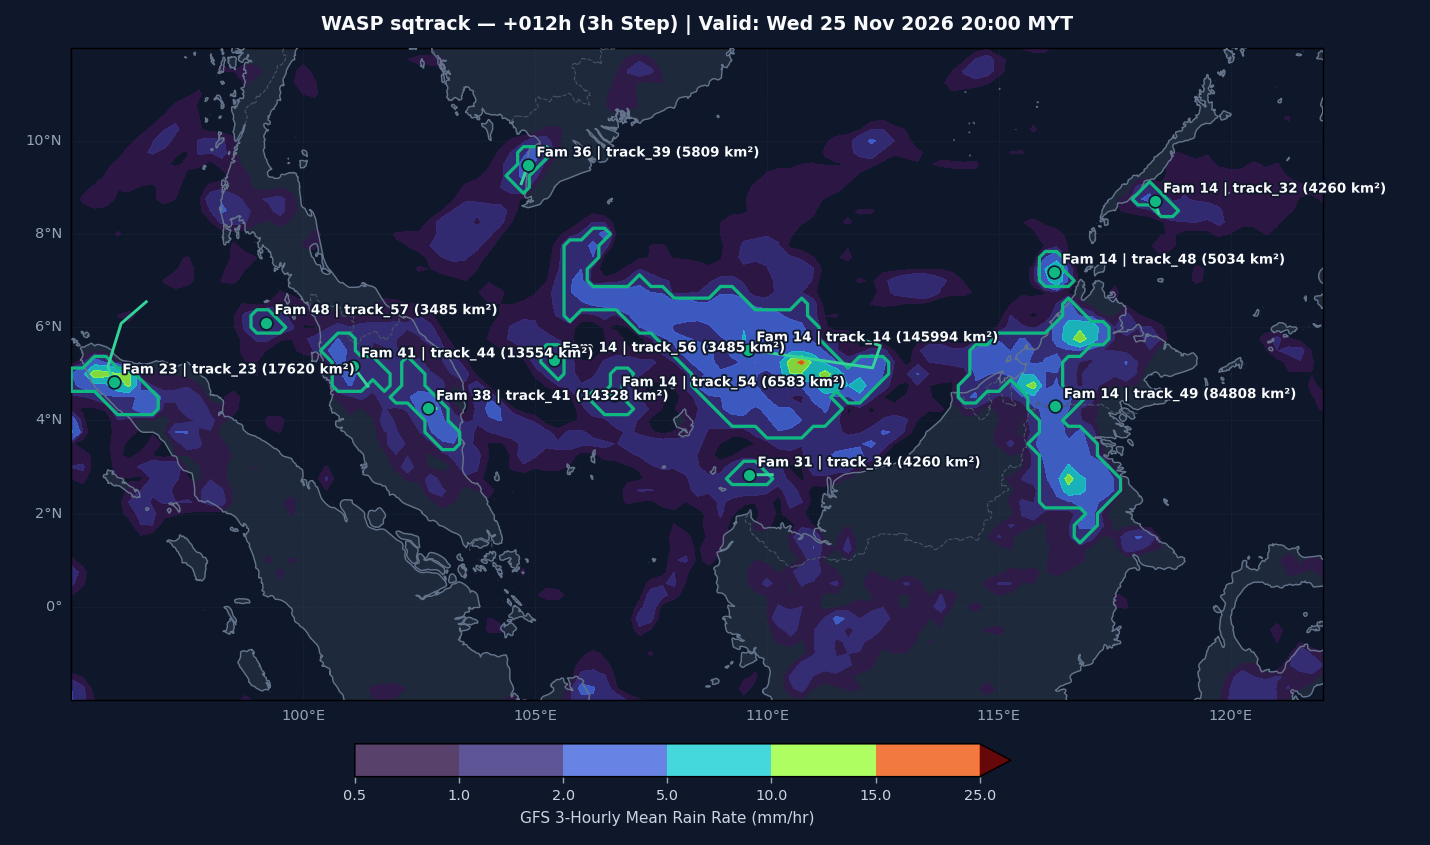 WASP sqtrack — +012h (3h Step) | Valid: Wed 25 Nov 2026 20:00 MYT
10°N
8°N
6°N
4°N
2°N
0°
Fam 36 | track_39 (5809 km²)
Fam 14 | track_32 (4260 km²)
Fam 14 | track_48 (5034 km²)
Fam 48 | track_57 (3485 km²)
Fam 14 | track_14 (145994 km²)
Fam 14 | track_56 (3485 km²)
Fam 41 | track_44 (13554 km²)
Fam 23 | track_23 (17620 km²)
Fam 14 | track_54 (6583 km²)
Fam 38 | track_41 (14328 km²)
Fam 14 | track_49 (84808 km²)
Fam 31 | track_34 (4260 km²)
100°E 105°E 110°E 115°E 120°E
0.5 1.0 2.0 5.0 10.0 15.0 25.0
GFS 3-Hourly Mean Rain Rate (mm/hr)